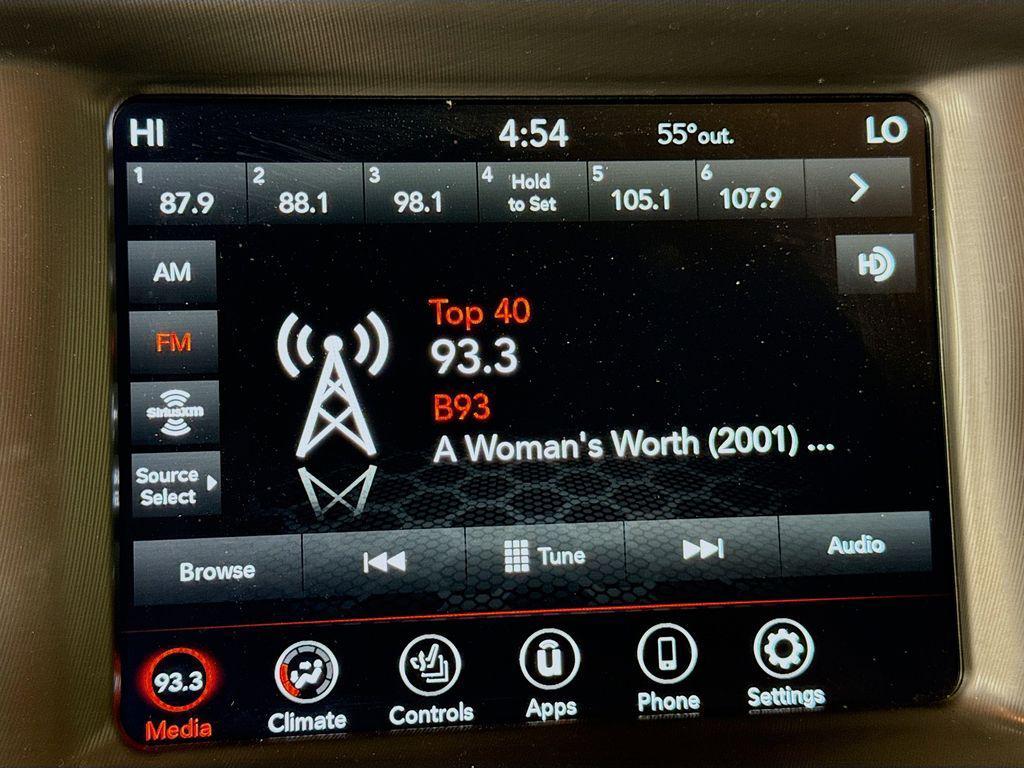 HI 4:54 55° out. LO
1 87.9 2 88.1 3 98.1 4 Hold to Set 5 105.1 6 107.9
AM
HD
FM
Top 40
93.3
B93
SiriusXm
A Woman's Worth (2001) ...
Source
Select
Browse Tune Audio
93.3
Media Climate Controls Apps Phone Settings